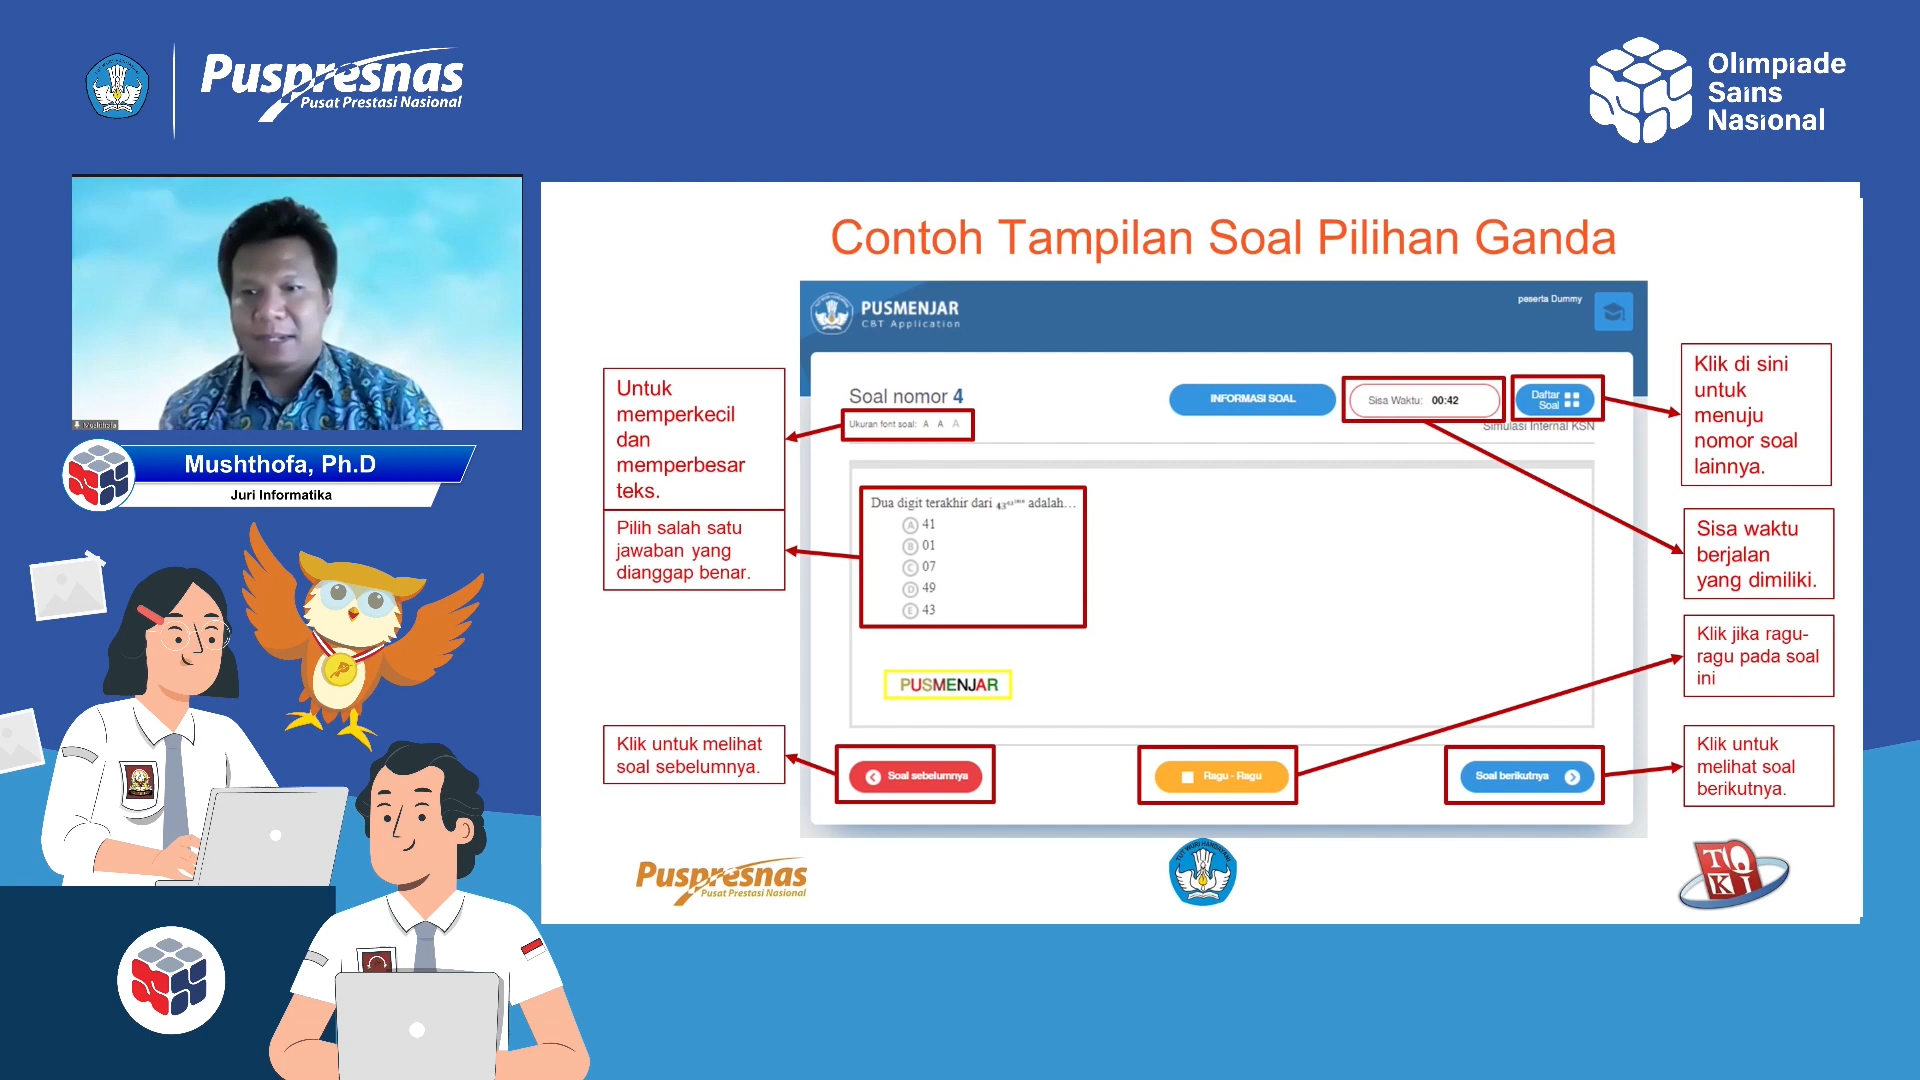 Puspresnas
Pusat Prestasi Nasional
Olimpiade
Sains
Nasional
Mushthofa
Mushthofa, Ph.D
Juri Informatika
Contoh Tampilan Soal Pilihan Ganda
PUSMENJAR
CBT Application
peserta Dummy
Soal nomor 4
INFORMASI SOAL
Sisa Waktu: 00:42
Daftar
Soal
Ukuran font soal: A A A
Simulasi Internal KSN
Dua digit terakhir dari adalah...
A 41
B 01
C 07
D 49
E 43
PUSMENJAR
Soal sebelumnya
Ragu - Ragu
Soal berikutnya
Untuk
memperkecil
dan
memperbesar
teks.
Pilih salah satu
jawaban yang
dianggap benar.
Klik untuk melihat
soal sebelumnya.
Klik di sini
untuk
menuju
nomor soal
lainnya.
Sisa waktu
berjalan
yang dimiliki.
Klik jika ragu-
ragu pada soal
ini
Klik untuk
melihat soal
berikutnya.
Puspresnas
Pusat Prestasi Nasional
TUT WURI HANDAYANI
TOKI